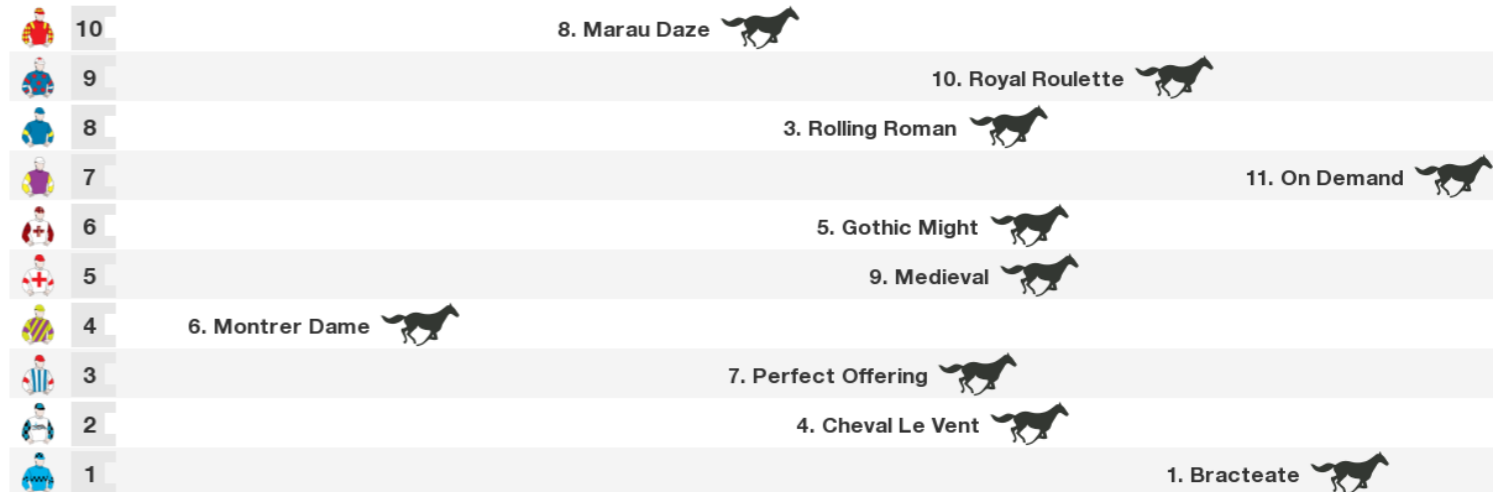 10 8. Marau Daze
9 10. Royal Roulette
8 3. Rolling Roman
7 11. On Demand
6 5. Gothic Might
5 9. Medieval
4 6. Montrer Dame
3 7. Perfect Offering
2 4. Cheval Le Vent
1 1. Bracteate